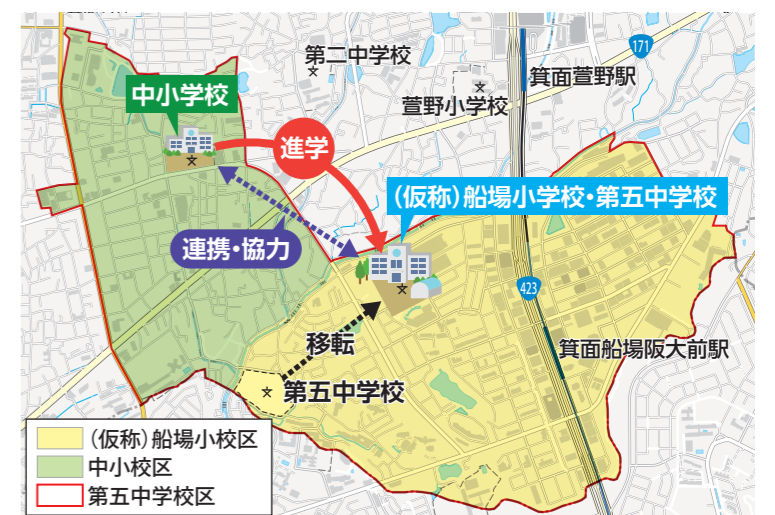 171
第二中学校
箕面萱野駅
中小学校
萱野小学校
進学
(仮称)船場小学校・第五中学校
連携・協力
423
移転
箕面船場阪大前駅
第五中学校
(仮称)船場小校区
中小校区
第五中学校区